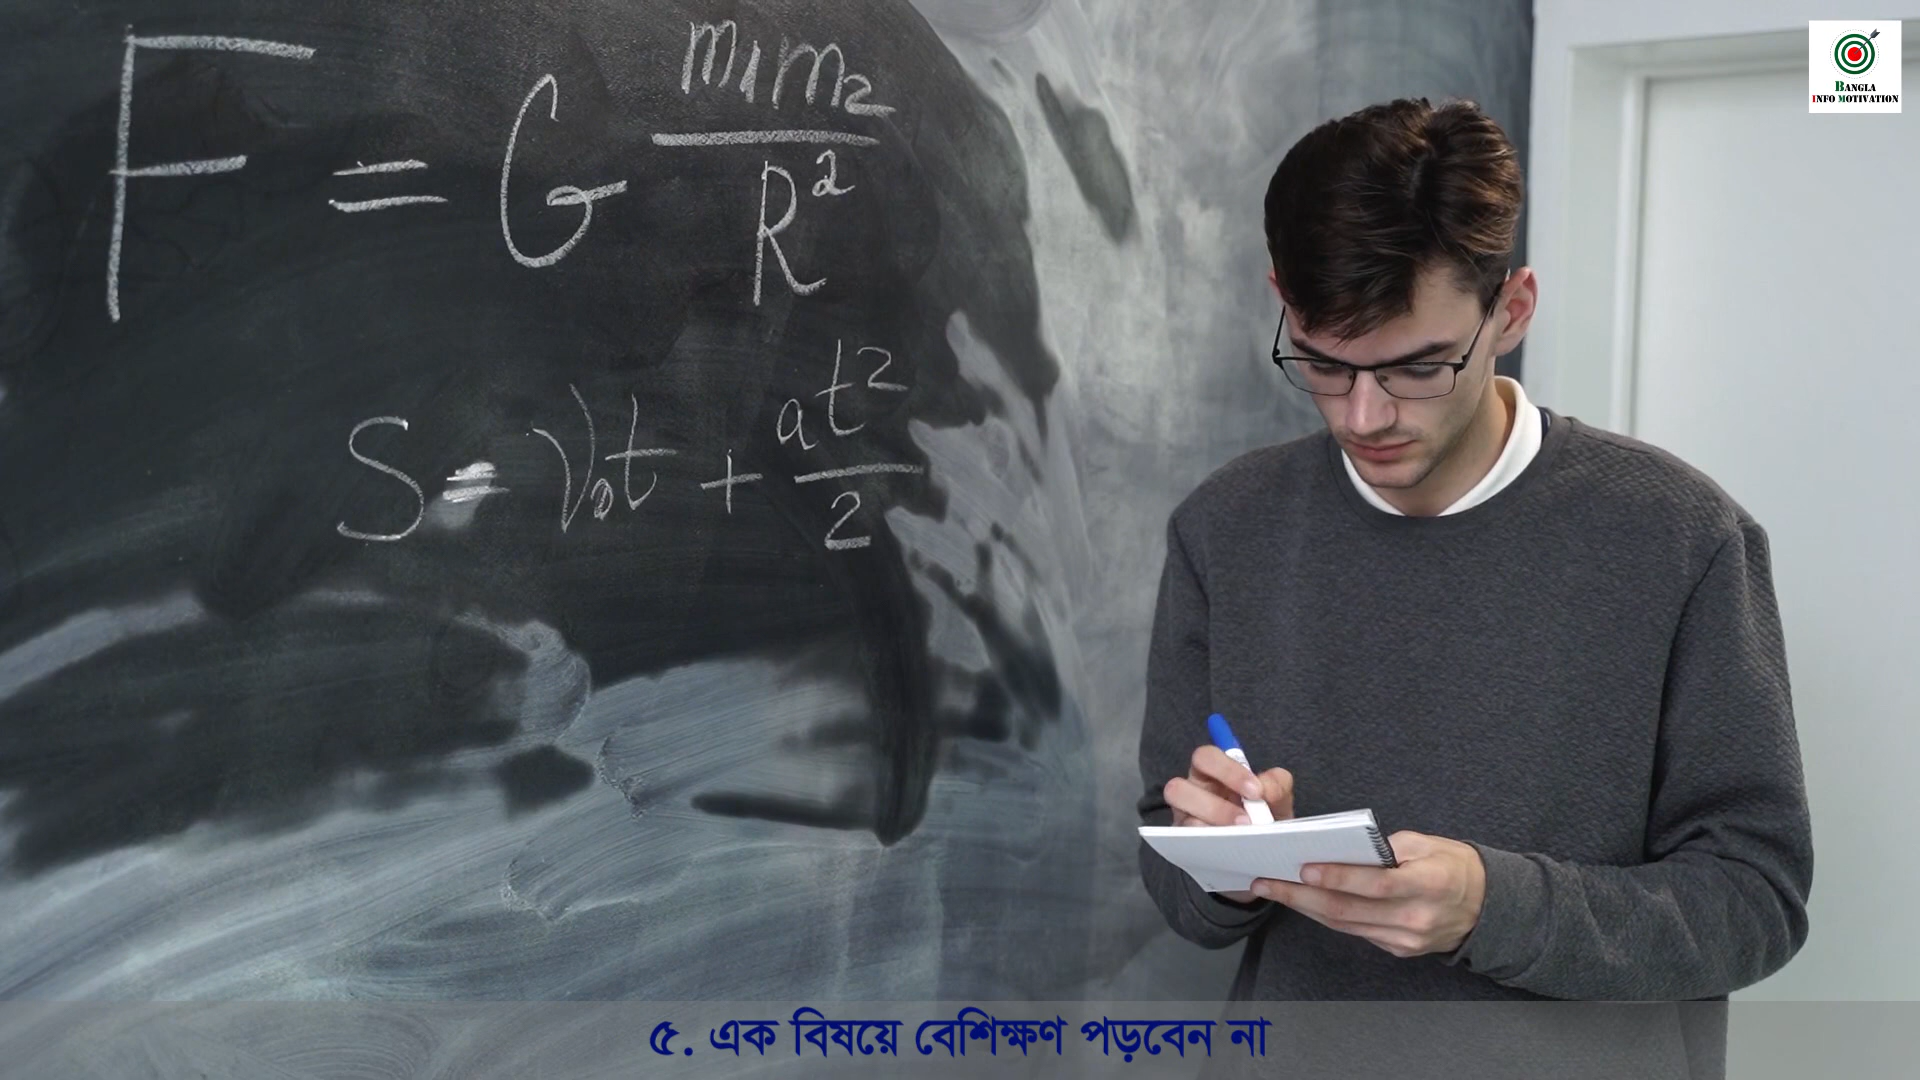 F = G m₁m₂ / R²
S = V₀t + at² / 2
BANGLA
INFO MOTIVATION
৫. এক বিষয়ে বেশিক্ষণ পড়বেন না